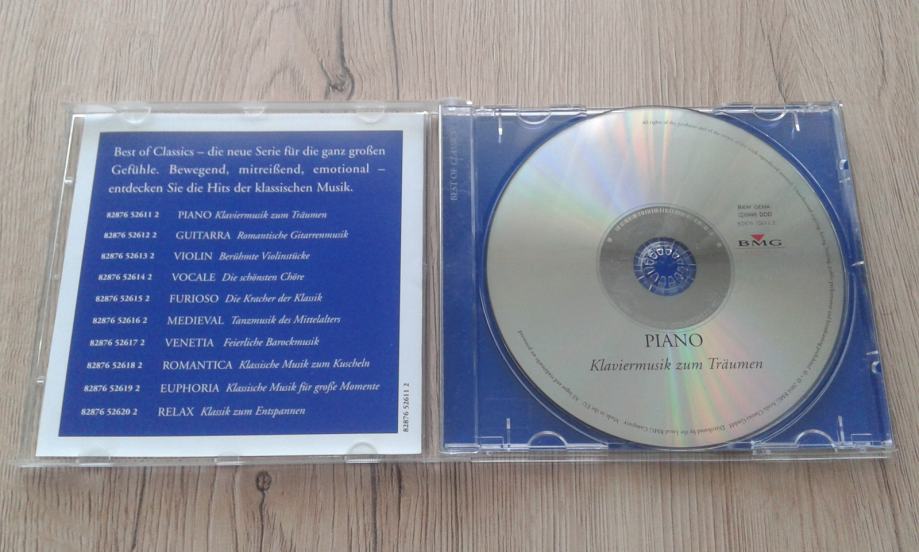 Best of Classics – die neue Serie für die ganz großen
Gefühle. Bewegend, mitreißend, emotional –
entdecken Sie die Hits der klassischen Musik.
82876 52611 2 PIANO Klaviermusik zum Träumen
82876 52612 2 GUITARRA Romantische Gitarrenmusik
82876 52613 2 VIOLIN Berühmte Violinstücke
82876 52614 2 VOCALE Die schönsten Chöre
82876 52615 2 FURIOSO Die Kracher der Klassik
82876 52616 2 MEDIEVAL Tanzmusik des Mittelalters
82876 52617 2 VENETIA Feierliche Barockmusik
82876 52618 2 ROMANTICA Klassische Musik zum Kuscheln
82876 52619 2 EUPHORIA Klassische Musik für große Momente
82876 52620 2 RELAX Klassik zum Entspannen
82876 52611 2
BEST OF CLASSICS
BMG
PIANO
Klaviermusik zum Träumen